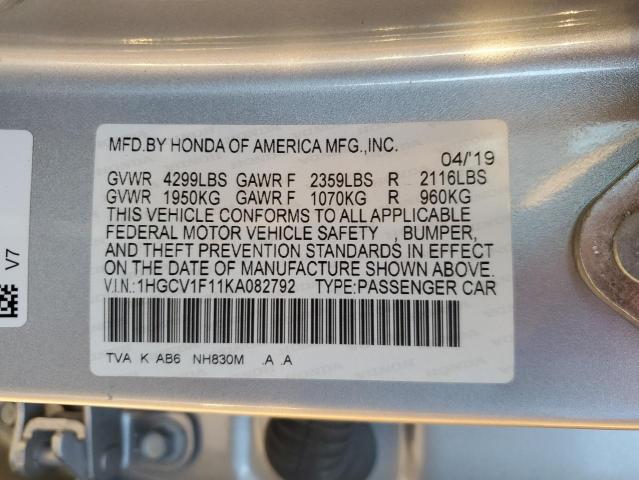 MFD.BY HONDA OF AMERICA MFG.,INC.
04/'19
GVWR 4299LBS GAWR F 2359LBS R 2116LBS
GVWR 1950KG GAWR F 1070KG R 960KG
THIS VEHICLE CONFORMS TO ALL APPLICABLE
FEDERAL MOTOR VEHICLE SAFETY , BUMPER,
AND THEFT PREVENTION STANDARDS IN EFFECT
ON THE DATE OF MANUFACTURE SHOWN ABOVE.
V.I.N.:1HGCV1F11KA082792 TYPE:PASSENGER CAR
TVA K AB6 NH830M .A .A
V7